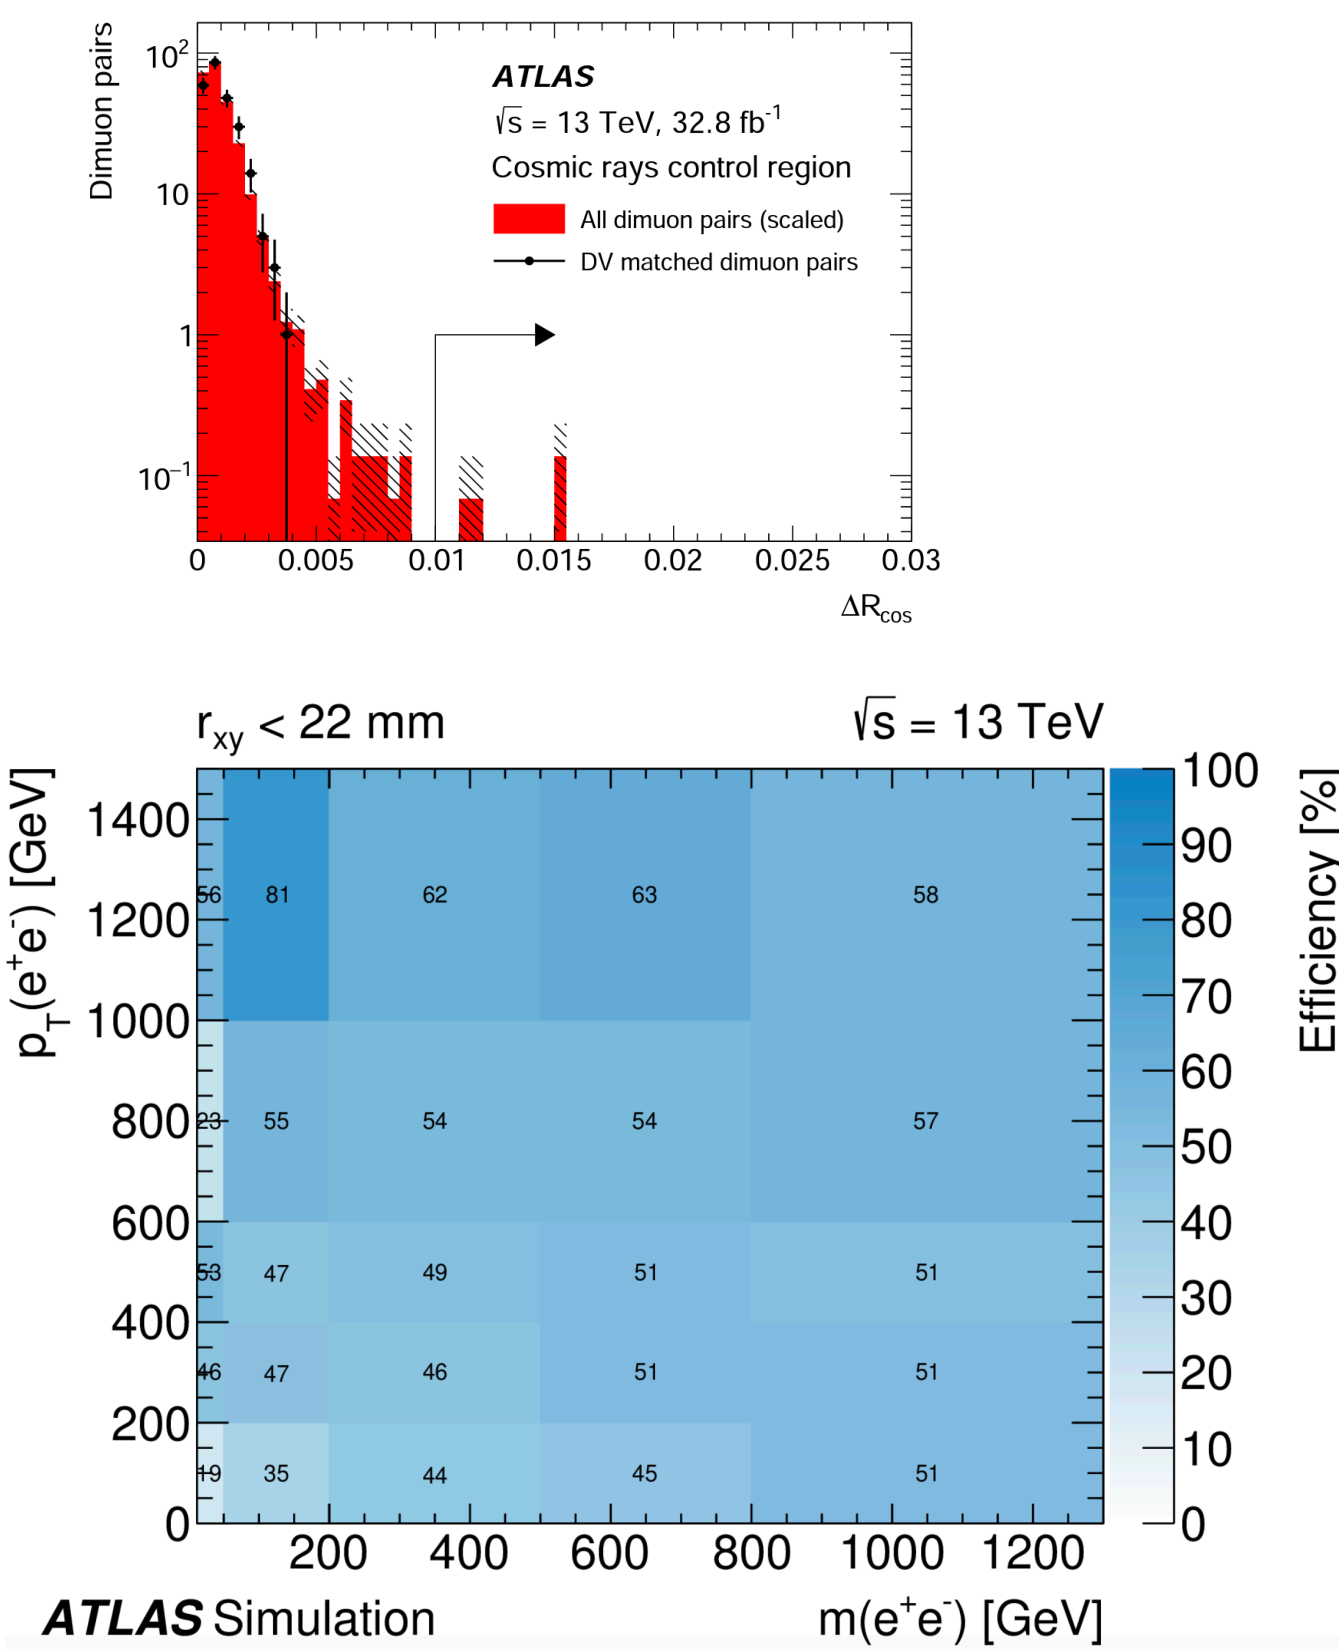 Dimuon pairs
10²
10
1
10⁻¹
ATLAS
√s = 13 TeV, 32.8 fb⁻¹
Cosmic rays control region
All dimuon pairs (scaled)
DV matched dimuon pairs
0 0.005 0.01 0.015 0.02 0.025 0.03
ΔR_cos
r_xy < 22 mm √s = 13 TeV
p_T(e⁺e⁻) [GeV]
1400
1200
1000
800
600
400
200
0
56 81 62 63 58
23 55 54 54 57
53 47 49 51 51
46 47 46 51 51
19 35 44 45 51
100
90
80
70
60
50
40
30
20
10
0
Efficiency [%]
200 400 600 800 1000 1200
ATLAS Simulation m(e⁺e⁻) [GeV]